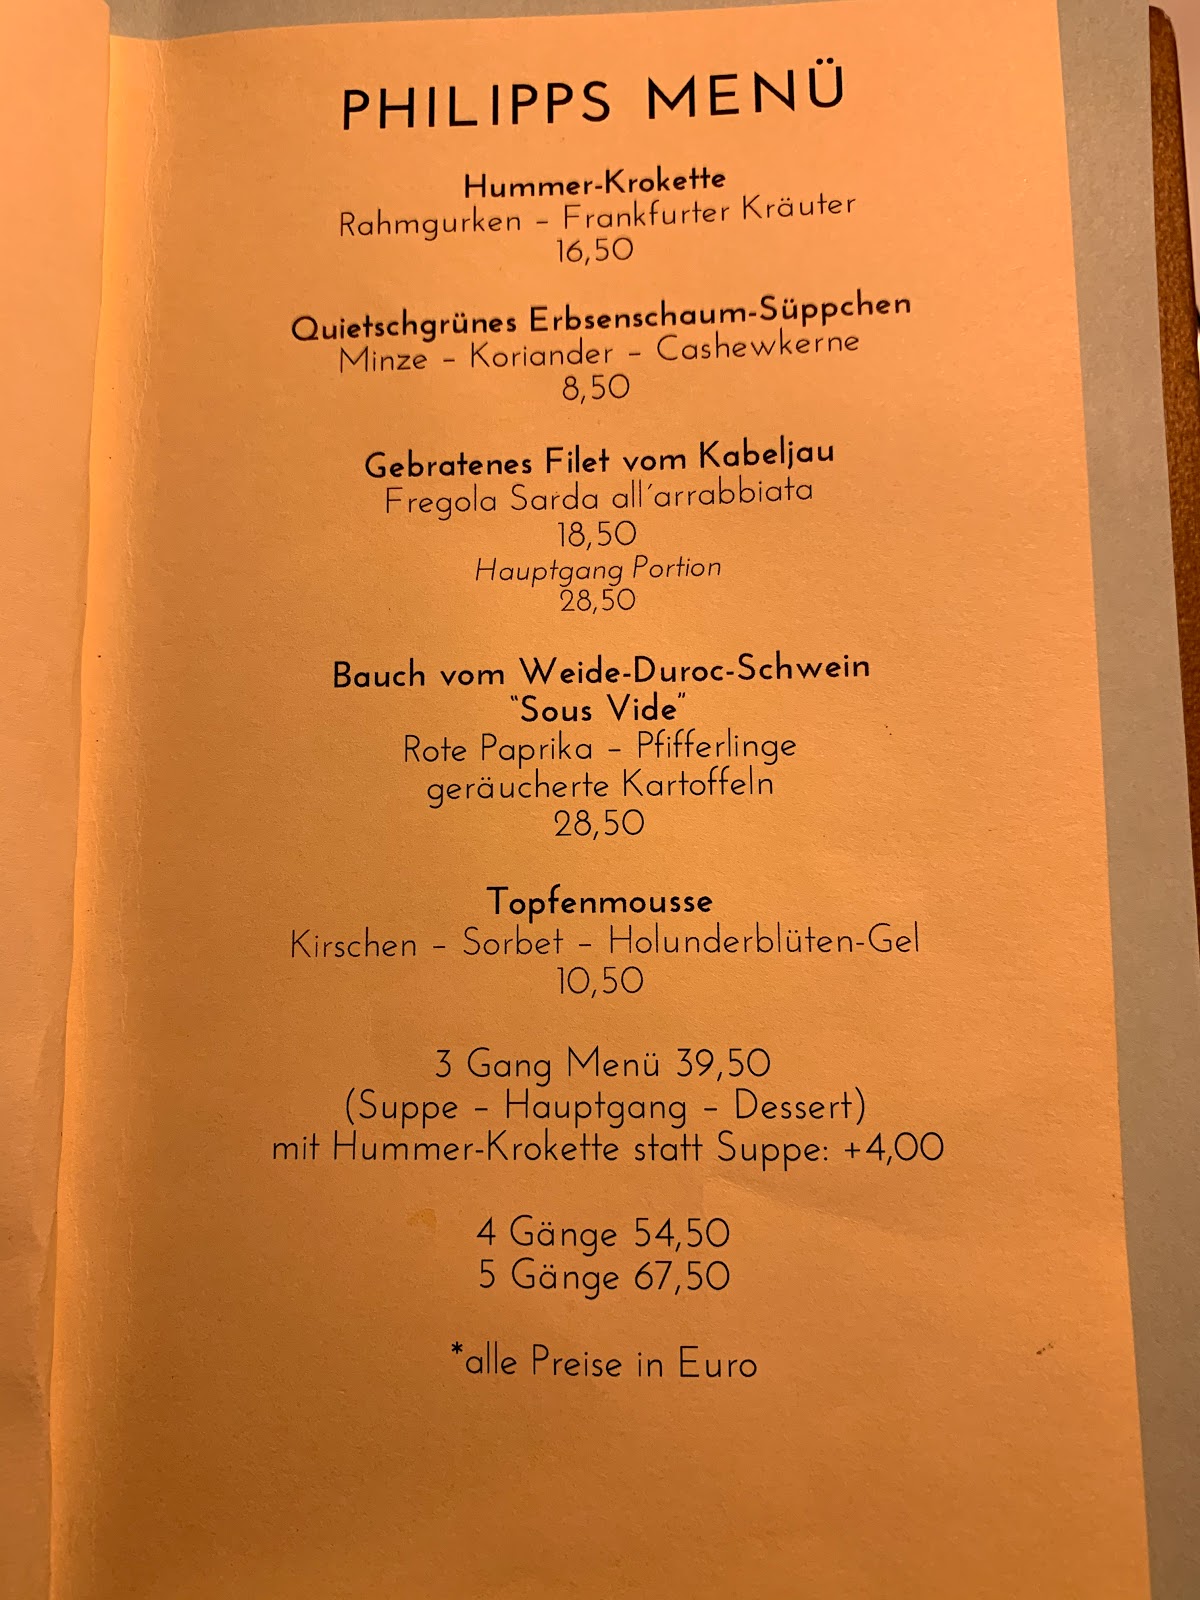 PHILIPPS MENÜ
Hummer-Krokette
Rahmgurken – Frankfurter Kräuter
16,50
Quietschgrünes Erbsenschaum-Süppchen
Minze – Koriander – Cashewkerne
8,50
Gebratenes Filet vom Kabeljau
Fregola Sarda all´arrabbiata
18,50
Hauptgang Portion
28,50
Bauch vom Weide-Duroc-Schwein
“Sous Vide”
Rote Paprika – Pfifferlinge
geräucherte Kartoffeln
28,50
Topfenmousse
Kirschen – Sorbet – Holunderblüten-Gel
10,50
3 Gang Menü 39,50
(Suppe – Hauptgang – Dessert)
mit Hummer-Krokette statt Suppe: +4,00
4 Gänge 54,50
5 Gänge 67,50
*alle Preise in Euro